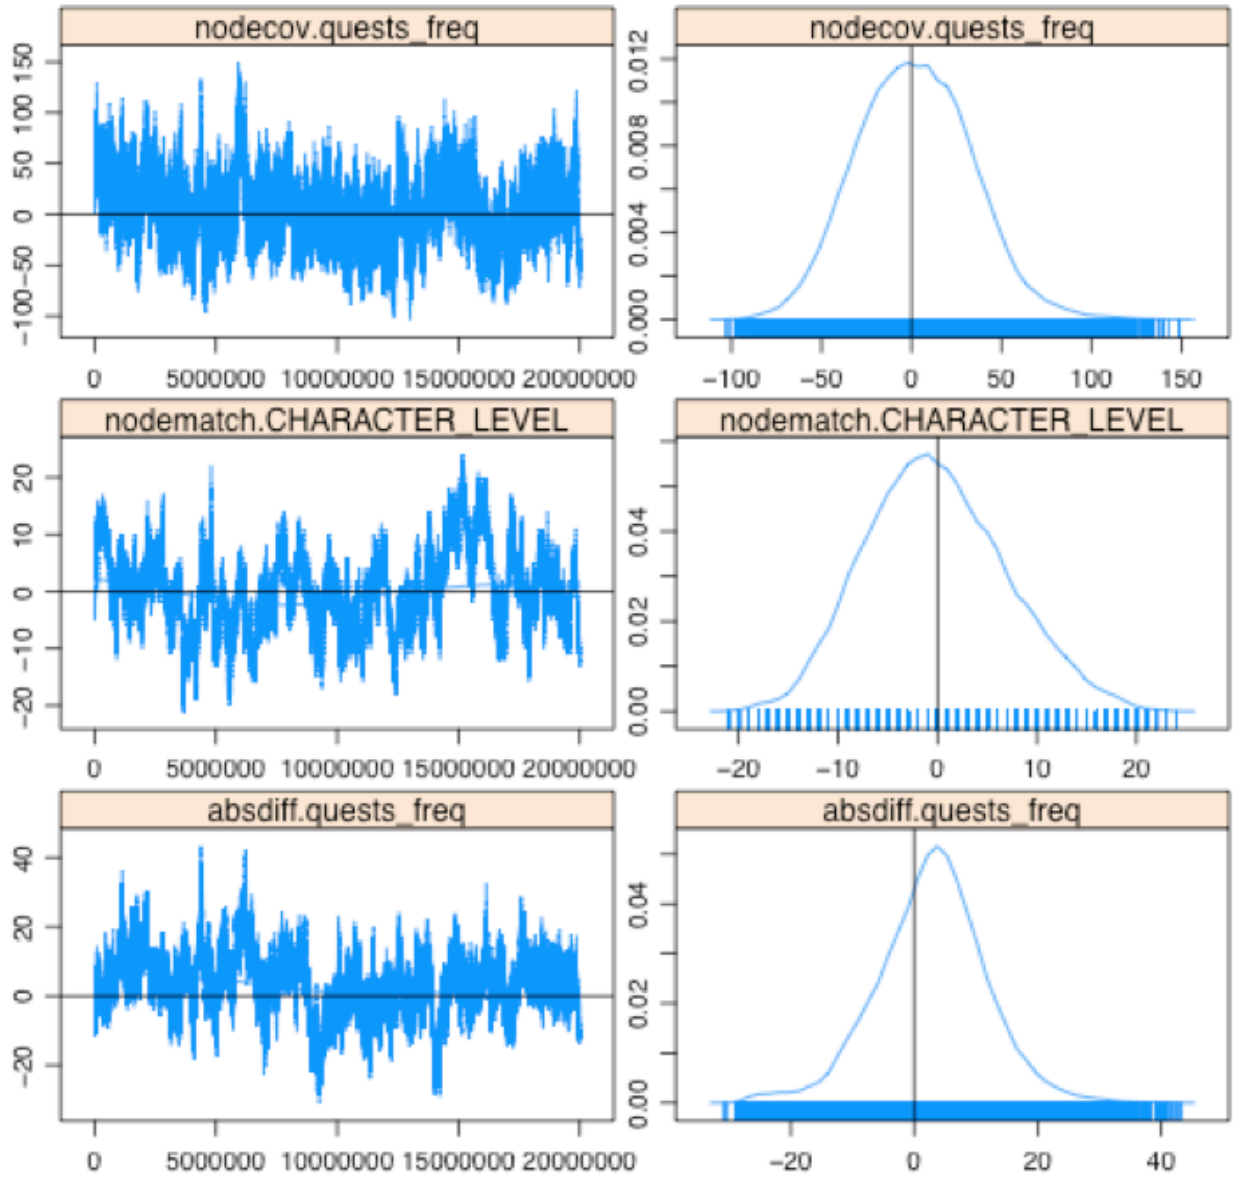 nodecov.quests_freq
nodecov.quests_freq
150
100
50
0
−50
−100
0 5000000 10000000 15000000 20000000
0.012
0.008
0.004
0.000
−100 −50 0 50 100 150
nodematch.CHARACTER_LEVEL
nodematch.CHARACTER_LEVEL
20
10
0
−10
−20
0 5000000 10000000 15000000 20000000
0.04
0.02
0.00
−20 −10 0 10 20
absdiff.quests_freq
absdiff.quests_freq
40
20
0
−20
0 5000000 10000000 15000000 20000000
0.04
0.02
0.00
−20 0 20 40